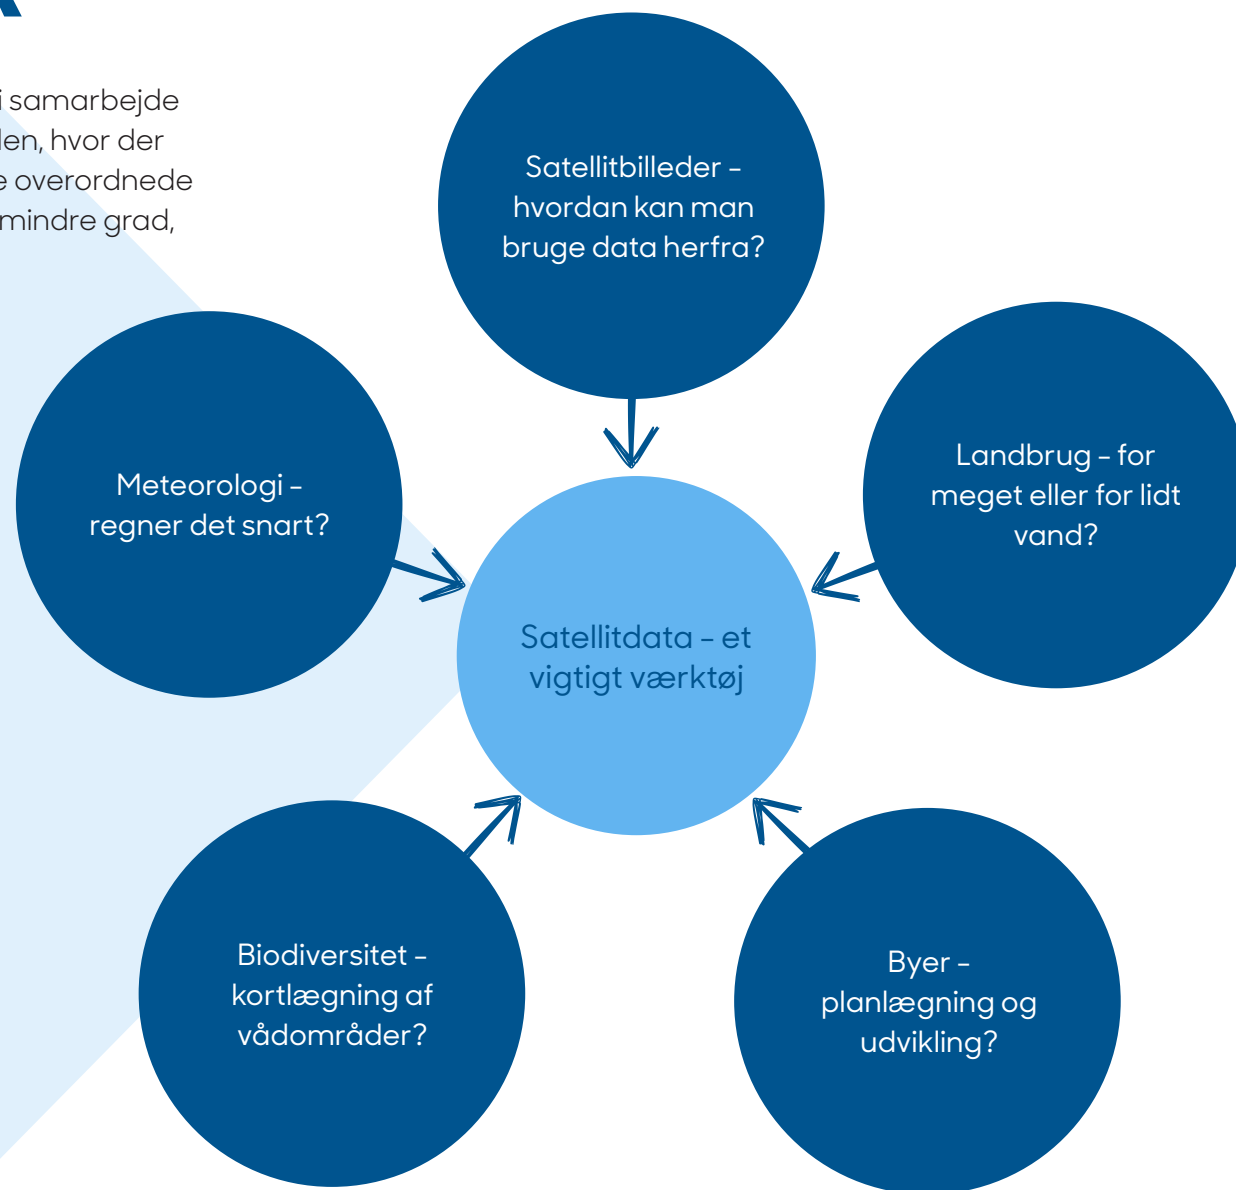 i samarbejde
hvor der
overordnede
mindre grad,
Satellitbilleder –
hvordan kan man
bruge data herfra?
Meteorologi –
regner det snart?
Landbrug – for
meget eller for lidt
vand?
Satellitdata – et
vigtigt værktøj
Biodiversitet –
kortlægning af
vådområder?
Byer –
planlægning og
udvikling?